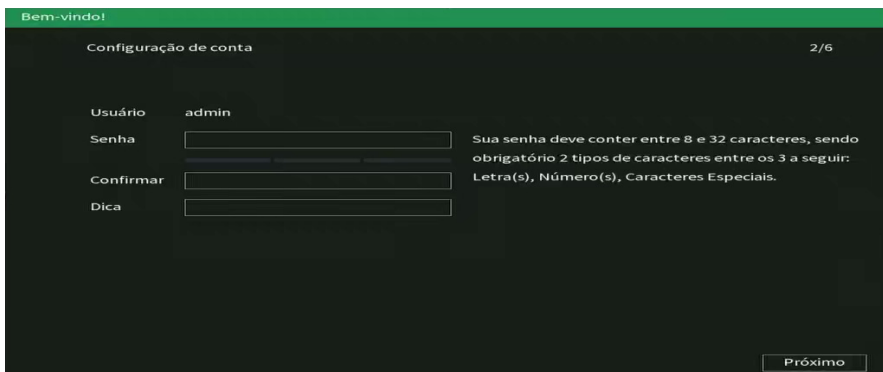 Bem-vindo!
Configuração de conta
2/6
Usuário admin
Senha
Sua senha deve conter entre 8 e 32 caracteres, sendo
obrigatório 2 tipos de caracteres entre os 3 a seguir:
Letra(s), Número(s), Caracteres Especiais.
Confirmar
Dica
Próximo